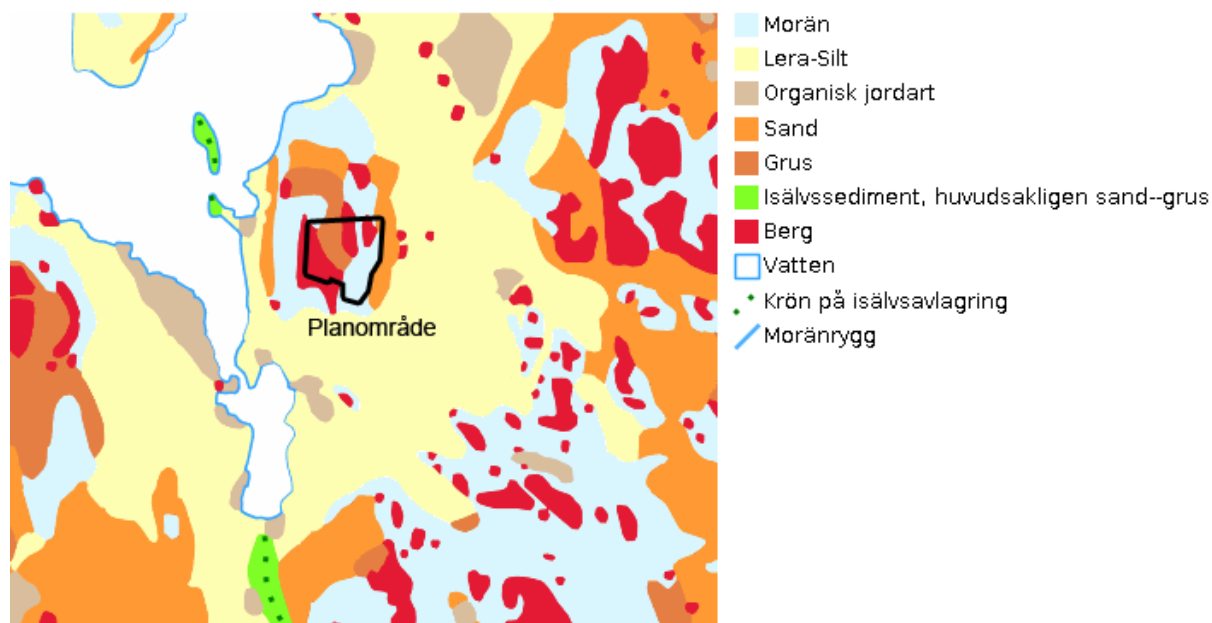 Planområde
Morän
Lera-Silt
Organisk jordart
Sand
Grus
Isälvssediment, huvudsakligen sand--grus
Berg
Vatten
Krön på isälvsavlagring
Moränrygg